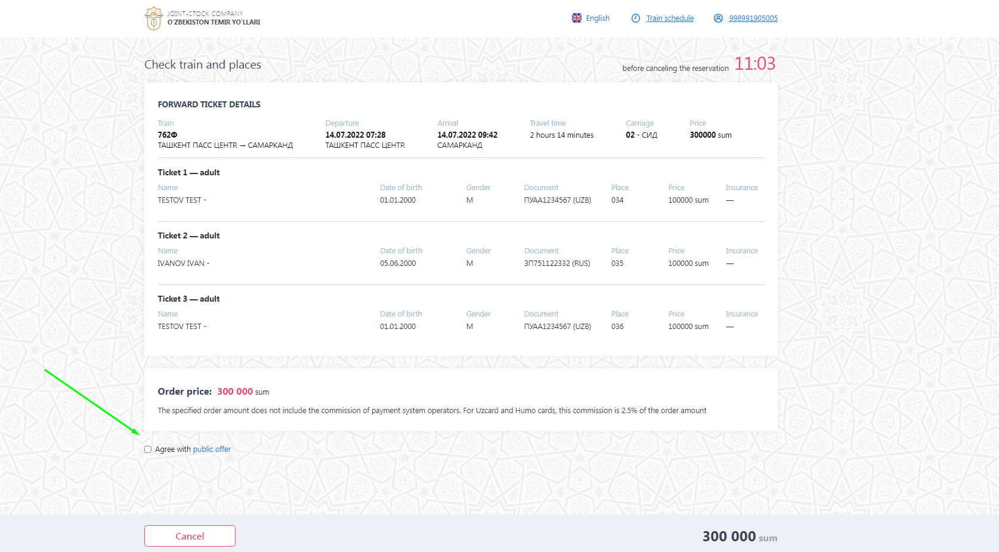 JOINT-STOCK COMPANY
O'ZBEKISTON TEMIR YO'LLARI
English
Train schedule
998991905005
Check train and places
before canceling the reservation 11:03
FORWARD TICKET DETAILS
Train Departure Arrival Travel time Carriage Price
762Ф 14.07.2022 07:28 14.07.2022 09:42 2 hours 14 minutes 02 - СИД 300000 sum
ТАШКЕНТ ПАСС ЦЕНТР. → САМАРКАНД ТАШКЕНТ ПАСС ЦЕНТР. САМАРКАНД
Ticket 1 — adult
Name Date of birth Gender Document Place Price Insurance
TESTOV TEST - 01.01.2000 M ПУАА1234567 (UZB) 034 100000 sum —
Ticket 2 — adult
Name Date of birth Gender Document Place Price Insurance
IVANOV IVAN - 05.06.2000 M ЗП751122332 (RUS) 035 100000 sum —
Ticket 3 — adult
Name Date of birth Gender Document Place Price Insurance
TESTOV TEST - 01.01.2000 M ПУАА1234567 (UZB) 036 100000 sum —
Order price: 300 000 sum
The specified order amount does not include the commission of payment system operators. For Uzcard and Humo cards, this commission is 2.5% of the order amount
Agree with public offer
Cancel
300 000 sum